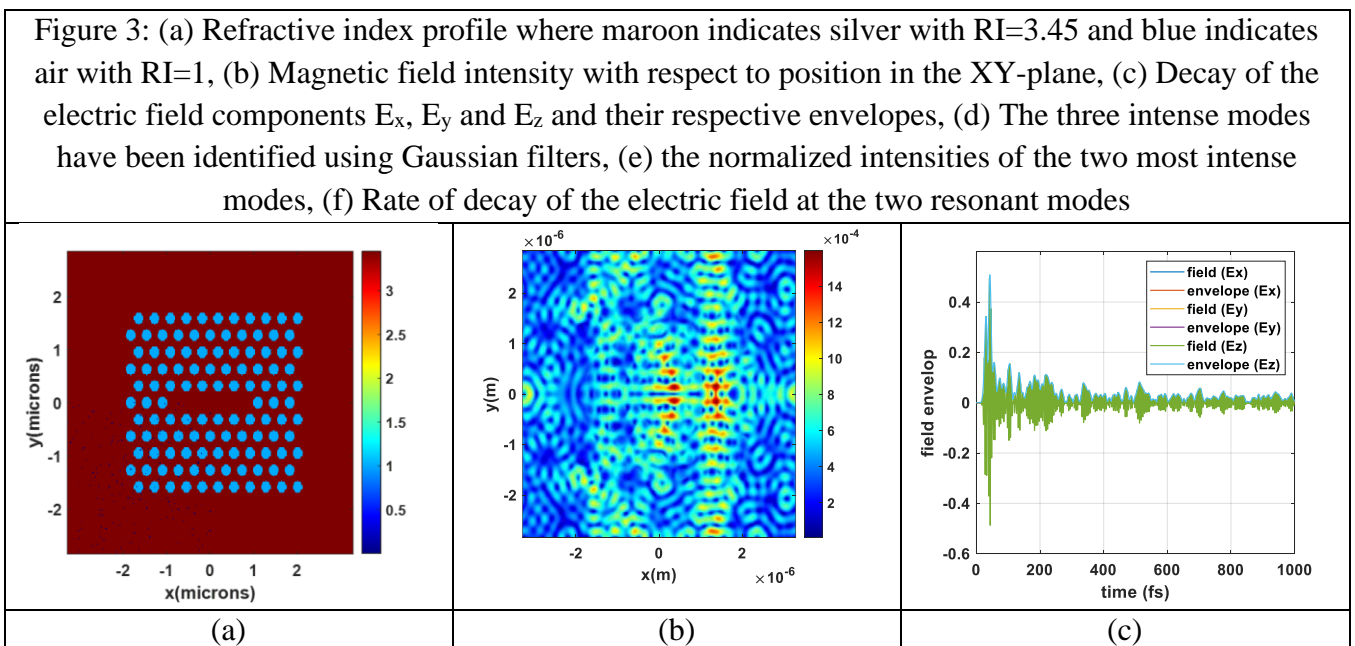 Figure 3: (a) Refractive index profile where maroon indicates silver with RI=3.45 and blue indicates
air with RI=1, (b) Magnetic field intensity with respect to position in the XY-plane, (c) Decay of the
electric field components Ex, Ey and Ez and their respective envelopes, (d) The three intense modes
have been identified using Gaussian filters, (e) the normalized intensities of the two most intense
modes, (f) Rate of decay of the electric field at the two resonant modes
2
1
0
-1
-2
y(microns)
-2 -1 0 1 2
x(microns)
3
2.5
2
1.5
1
0.5
(a)
×10-6
2
1
0
-1
-2
y(m)
-2 0 2
x(m)
×10-6
×10-4
14
12
10
8
6
4
2
(b)
0.4
0.2
0
-0.2
-0.4
-0.6
field envelop
0 200 400 600 800 1000
time (fs)
field (Ex)
envelope (Ex)
field (Ey)
envelope (Ey)
field (Ez)
envelope (Ez)
(c)